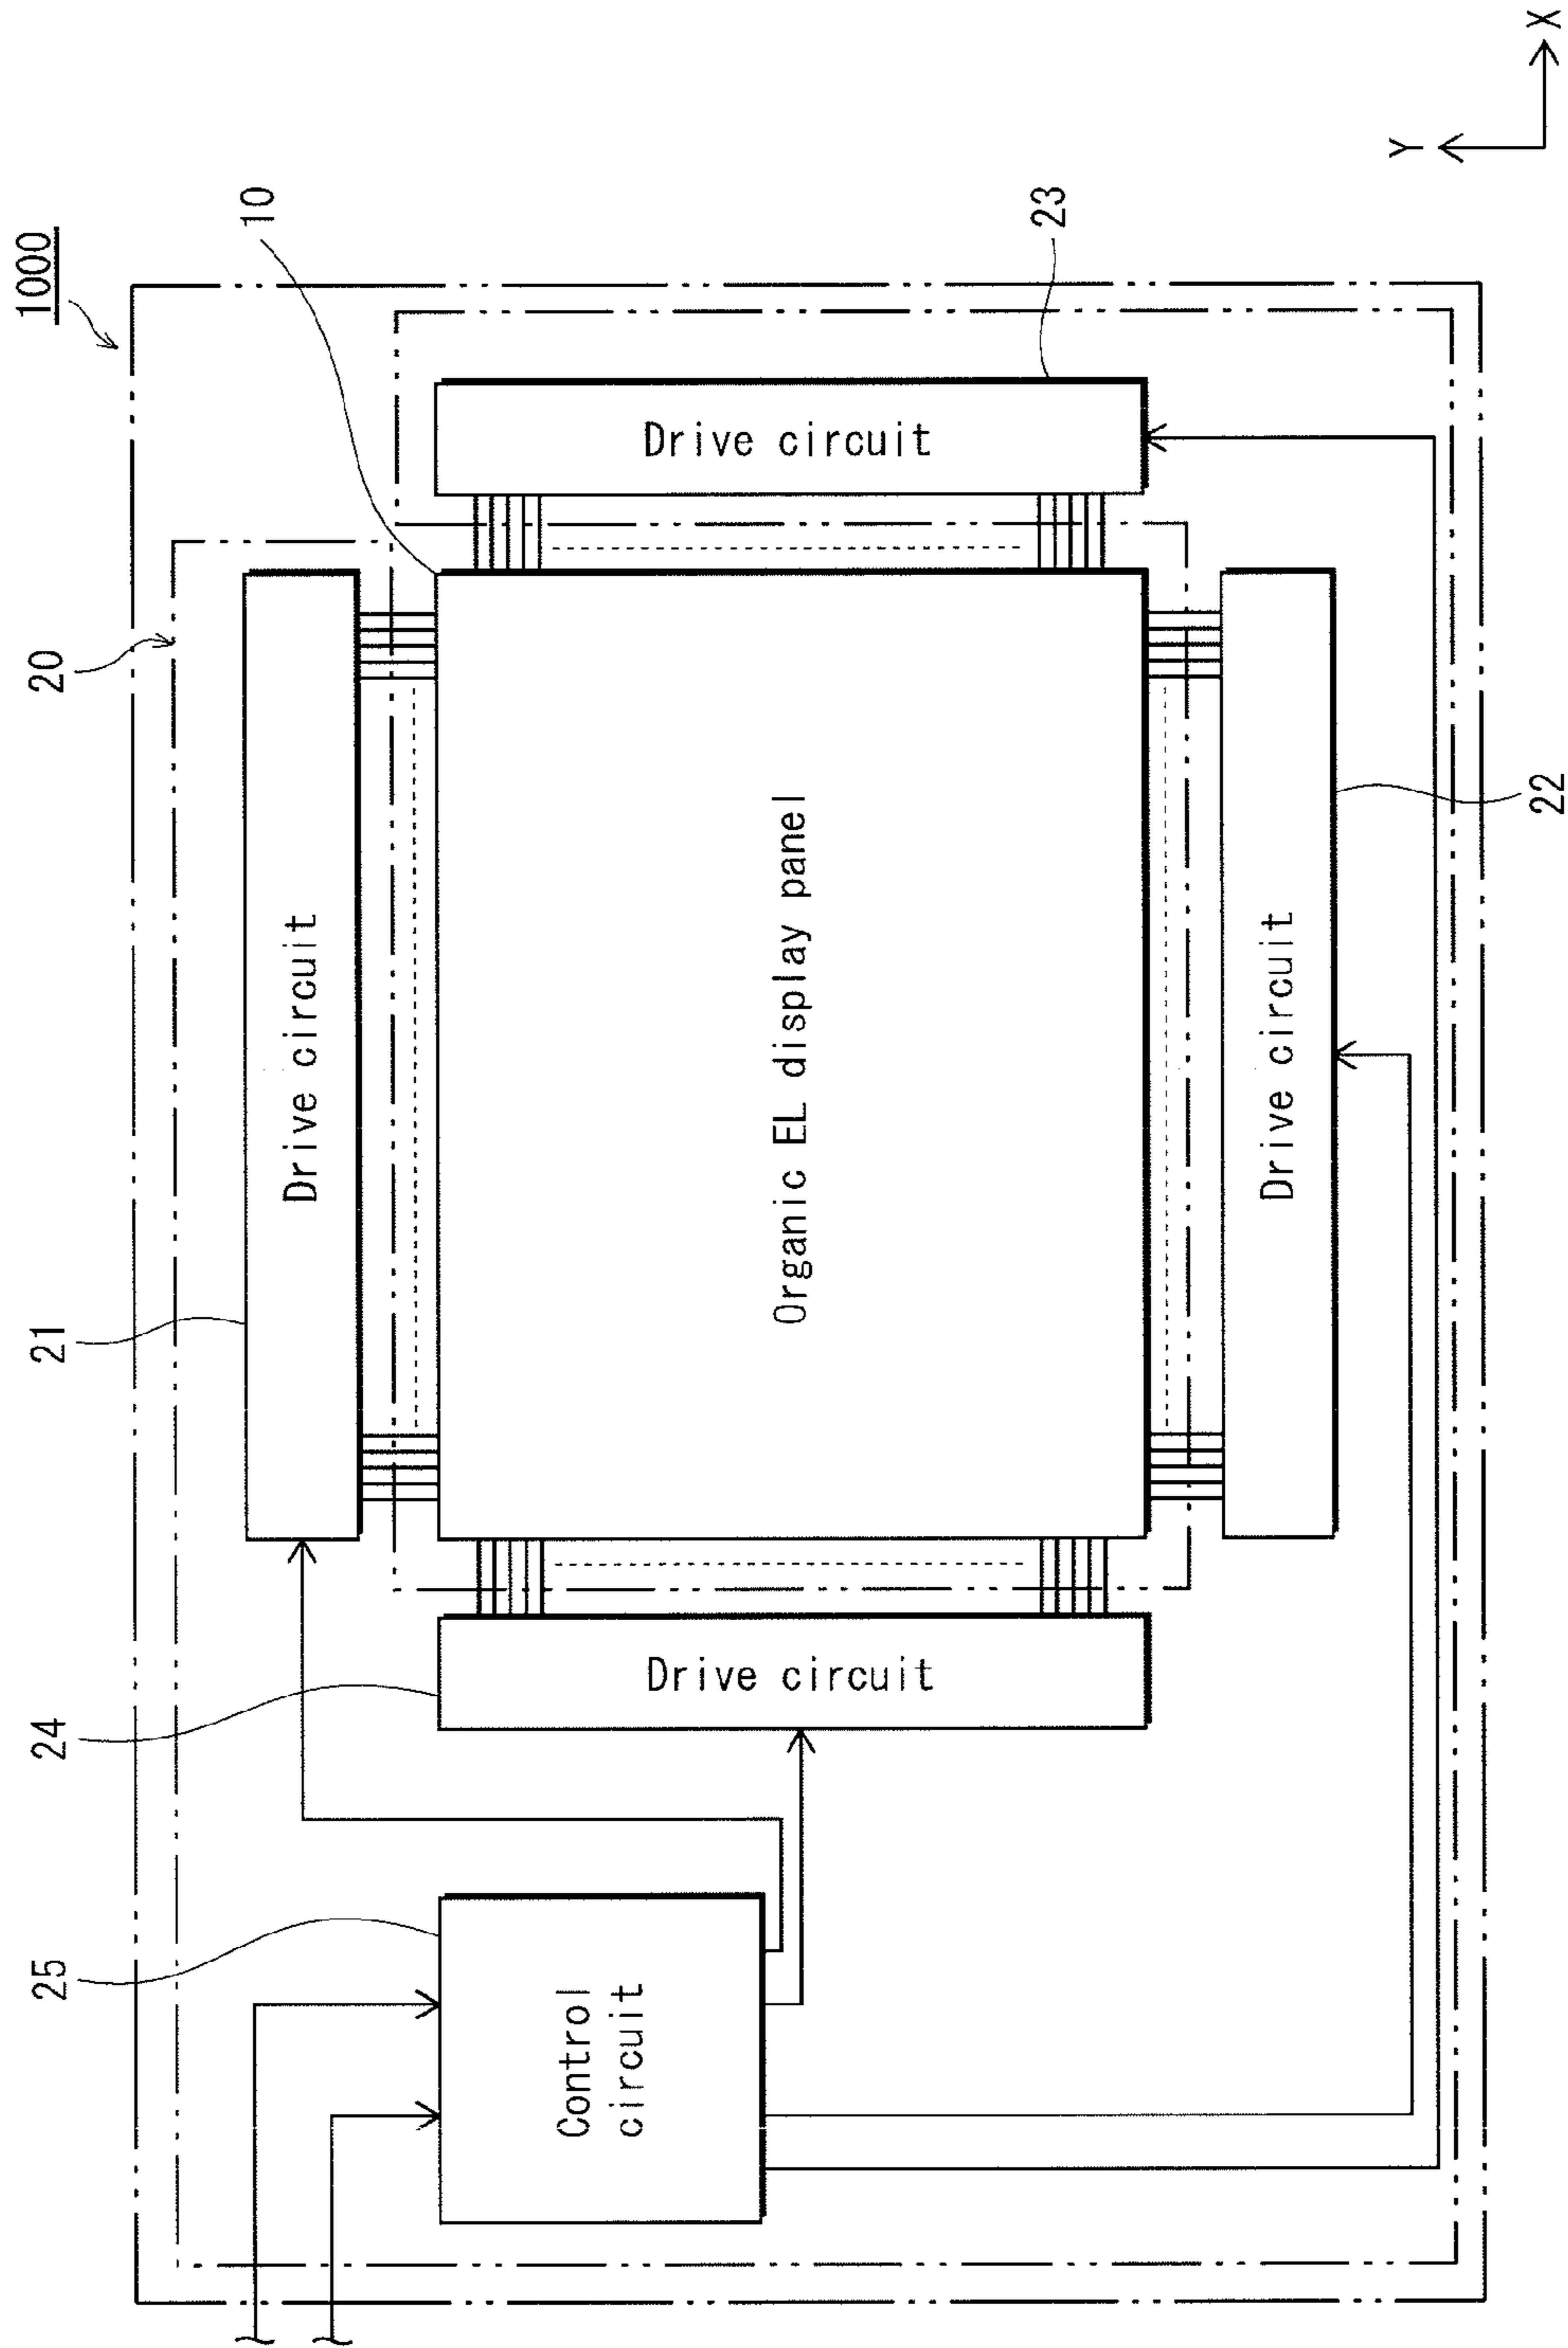 1000
20
10
21
Drive circuit
24
25
Drive circuit
Organic EL display panel
Drive circuit
23
Control
circuit
Drive circuit
22
Y
X